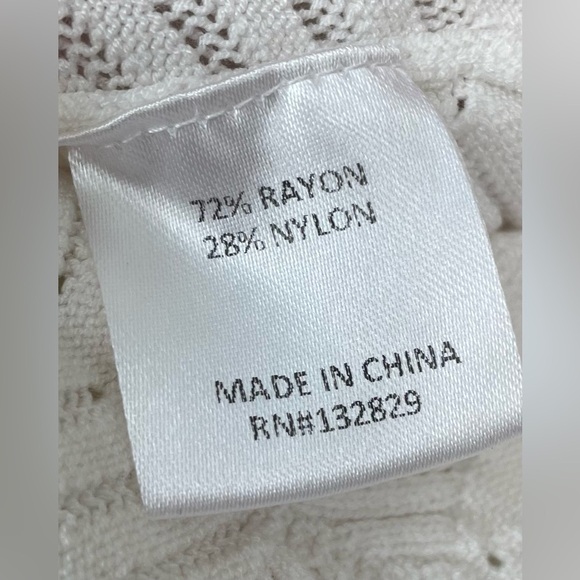 72% RAYON
28% NYLON
MADE IN CHINA
RN#132829